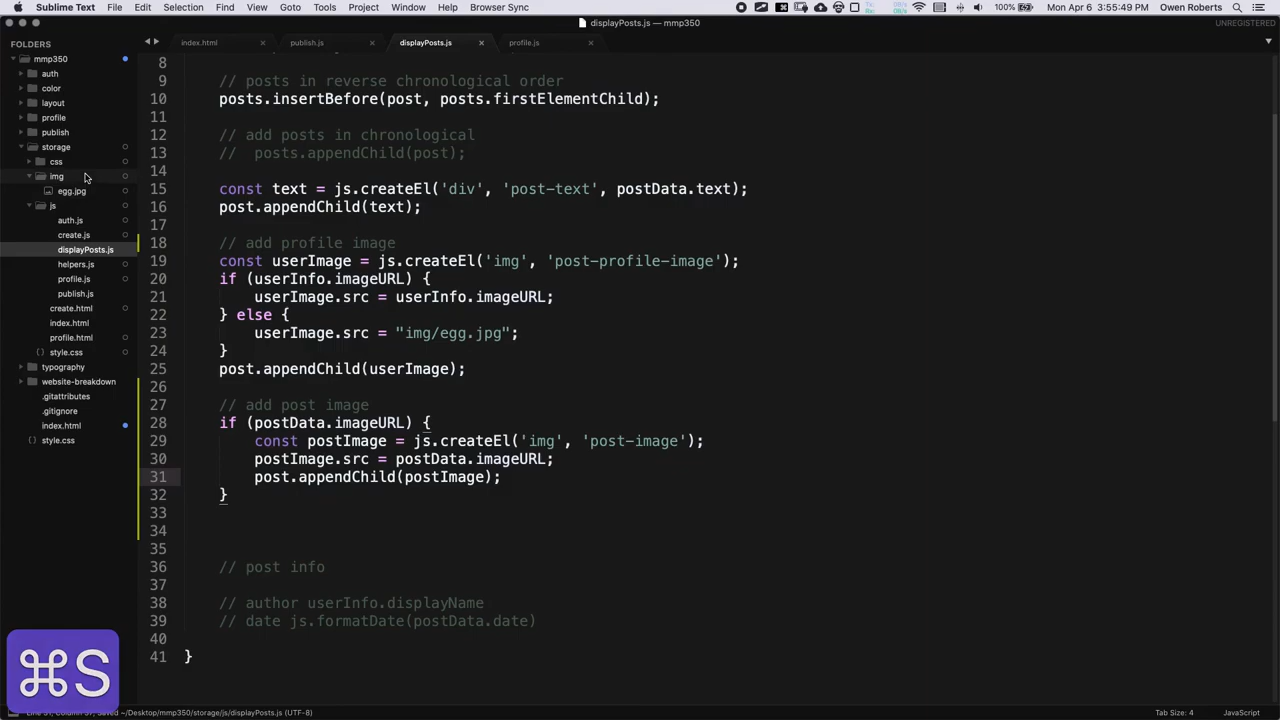 Sublime Text File Edit Selection Find View Goto Tools Project Window Help Browser Sync 100% Mon Apr 6 3:55:49 PM Owen Roberts
displayPosts.js — mmp350 UNREGISTERED
FOLDERS
index.html publish.js displayPosts.js profile.js
mmp350
auth
color
layout
profile
publish
storage
css
img
egg.jpg
js
auth.js
create.js
displayPosts.js
helpers.js
profile.js
publish.js
create.html
index.html
profile.html
style.css
typography
website-breakdown
.gitattributes
.gitignore
index.html
style.css
8
9 // posts in reverse chronological order
10 posts.insertBefore(post, posts.firstElementChild);
11
12 // add posts in chronological
13 // posts.appendChild(post);
14
15 const text = js.createEl('div', 'post-text', postData.text);
16 post.appendChild(text);
17
18 // add profile image
19 const userImage = js.createEl('img', 'post-profile-image');
20 if (userInfo.imageURL) {
21 userImage.src = userInfo.imageURL;
22 } else {
23 userImage.src = "img/egg.jpg";
24 }
25 post.appendChild(userImage);
26
27 // add post image
28 if (postData.imageURL) {
29 const postImage = js.createEl('img', 'post-image');
30 postImage.src = postData.imageURL;
31 post.appendChild(postImage);
32 }
33
34
35
36 // post info
37
38 // author userInfo.displayName
39 // date js.formatDate(postData.date)
40
41 }
⌘S
Saved ~/Desktop/mmp350/storage/js/displayPosts.js (UTF-8) Tab Size: 4 JavaScript